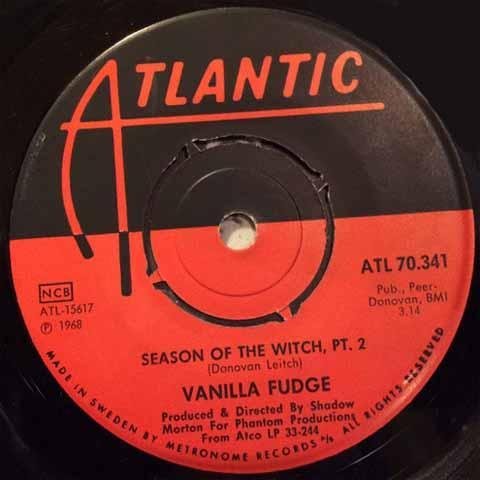 ATLANTIC
NCB
ATL-15617
Ⓟ 1968
ATL 70.341
Pub., Peer-
Donovan, BMI
3.14
SEASON OF THE WITCH, PT. 2
(Donovan Leitch)
VANILLA FUDGE
Produced & Directed By Shadow
Morton For Phantom Productions
From Atco LP 33-244
MADE IN SWEDEN BY METRONOME RECORDS A/B ALL RIGHTS RESERVED